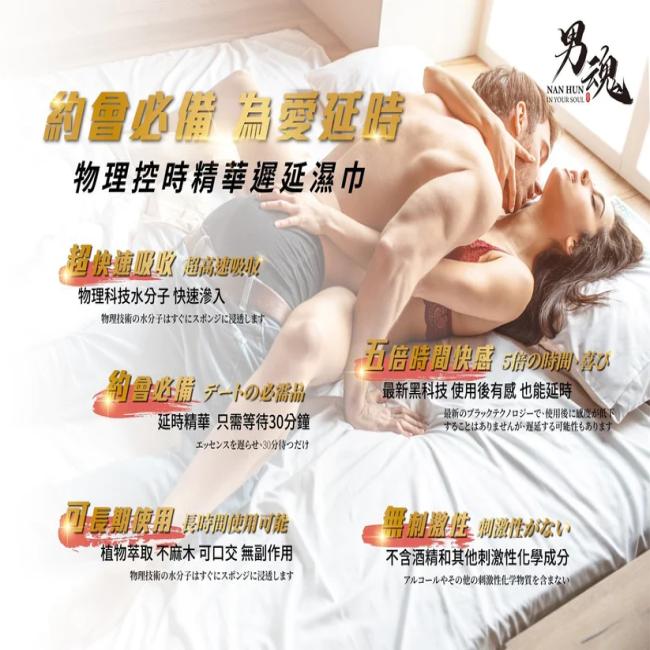 男魂
NAN HUN
IN YOUR SOUL
約會必備 為愛延時
物理控時精華遲延濕巾
超快速吸收 超高速吸收
物理科技水分子 快速滲入
物理技術の水分子はすぐにスポンジに浸透します
五倍時間快感 5倍の時間・喜び
最新黑科技 使用後有感 也能延時
最新のブラックテクノロジーで、使用後に感度が低下
することはありませんが、遅延する可能性もあります
約會必備 デートの必需品
延時精華 只需等待30分鐘
エッセンスを遅らせ、30分待つだけ
可長期使用 長時間使用可能
植物萃取 不麻木 可口交 無副作用
物理技術の水分子はすぐにスポンジに浸透します
無刺激性 刺激性がない
不含酒精和其他刺激性化學成分
アルコールやその他の刺激性化学物質を含まない